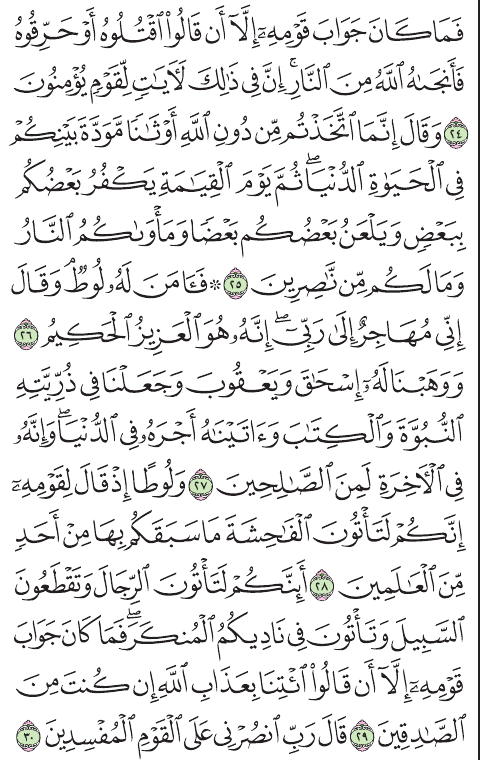 فَمَا كَانَ جَوَابَ قَوْمِهِۦٓ إِلَّآ أَن قَالُوا۟ ٱقْتُلُوهُ أَوْ حَرِّقُوهُ
فَأَنجَىٰهُ ٱللَّهُ مِنَ ٱلنَّارِ ۚ إِنَّ فِى ذَٰلِكَ لَـَٔايَـٰتٍ لِّقَوْمٍ يُؤْمِنُونَ
٢٤ وَقَالَ إِنَّمَا ٱتَّخَذْتُم مِّن دُونِ ٱللَّهِ أَوْثَـٰنًا مَّوَدَّةَ بَيْنِكُمْ
فِى ٱلْحَيَوٰةِ ٱلدُّنْيَا ۖ ثُمَّ يَوْمَ ٱلْقِيَـٰمَةِ يَكْفُرُ بَعْضُكُم
بِبَعْضٍ وَيَلْعَنُ بَعْضُكُم بَعْضًا وَمَأْوَىٰكُمُ ٱلنَّارُ
وَمَا لَكُم مِّن نَّـٰصِرِينَ ٢٥ ۞ فَـَٔامَنَ لَهُۥ لُوطٌ ۘ وَقَالَ
إِنِّى مُهَاجِرٌ إِلَىٰ رَبِّىٓ ۖ إِنَّهُۥ هُوَ ٱلْعَزِيزُ ٱلْحَكِيمُ ٢٦
وَوَهَبْنَا لَهُۥٓ إِسْحَـٰقَ وَيَعْقُوبَ وَجَعَلْنَا فِى ذُرِّيَّتِهِ
ٱلنُّبُوَّةَ وَٱلْكِتَـٰبَ وَءَاتَيْنَـٰهُ أَجْرَهُۥ فِى ٱلدُّنْيَا ۖ وَإِنَّهُۥ
فِى ٱلْـَٔاخِرَةِ لَمِنَ ٱلصَّـٰلِحِينَ ٢٧ وَلُوطًا إِذْ قَالَ لِقَوْمِهِۦٓ
إِنَّكُمْ لَتَأْتُونَ ٱلْفَـٰحِشَةَ مَا سَبَقَكُم بِهَا مِنْ أَحَدٍ
مِّنَ ٱلْعَـٰلَمِينَ ٢٨ أَئِنَّكُمْ لَتَأْتُونَ ٱلرِّجَالَ وَتَقْطَعُونَ
ٱلسَّبِيلَ وَتَأْتُونَ فِى نَادِيكُمُ ٱلْمُنكَرَ ۖ فَمَا كَانَ جَوَابَ
قَوْمِهِۦٓ إِلَّآ أَن قَالُوا۟ ٱئْتِنَا بِعَذَابِ ٱللَّهِ إِن كُنتَ مِنَ
ٱلصَّـٰدِقِينَ ٢٩ قَالَ رَبِّ ٱنصُرْنِى عَلَى ٱلْقَوْمِ ٱلْمُفْسِدِينَ ٣٠